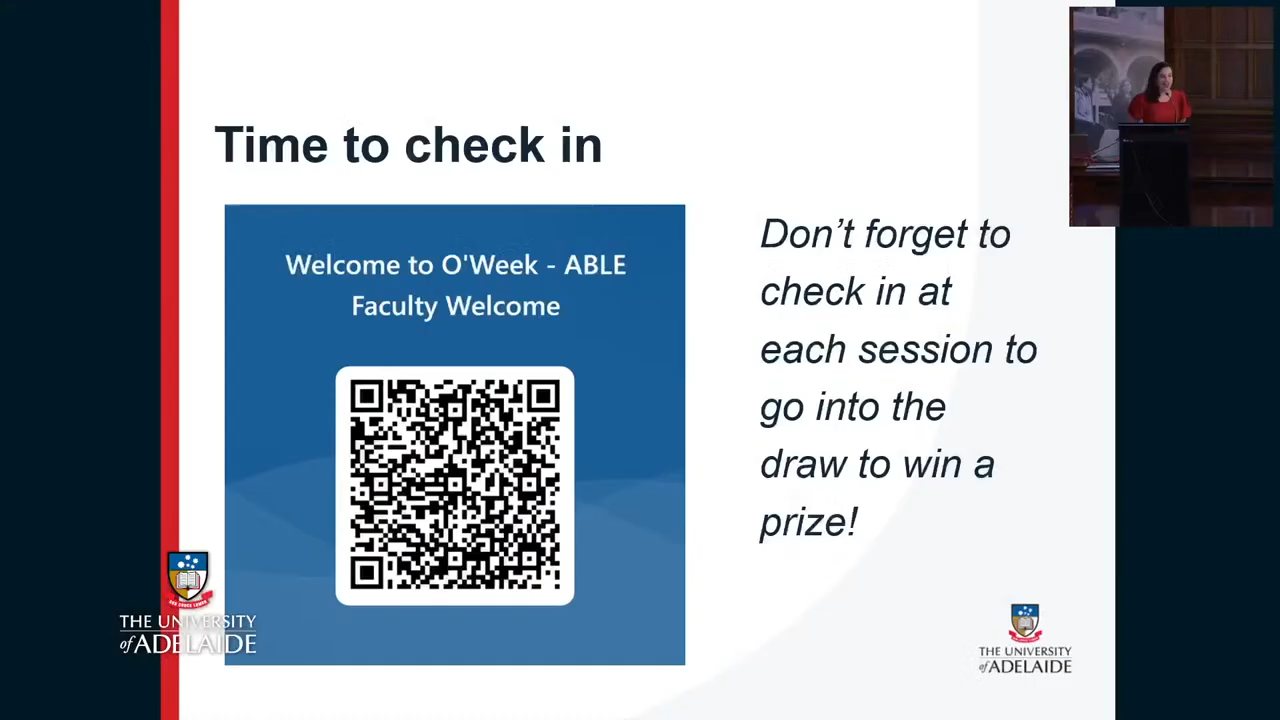 Time to check in
Welcome to O'Week - ABLE
Faculty Welcome
Don't forget to
check in at
each session to
go into the
draw to win a
prize!
THE UNIVERSITY
of ADELAIDE
THE UNIVERSITY
of ADELAIDE